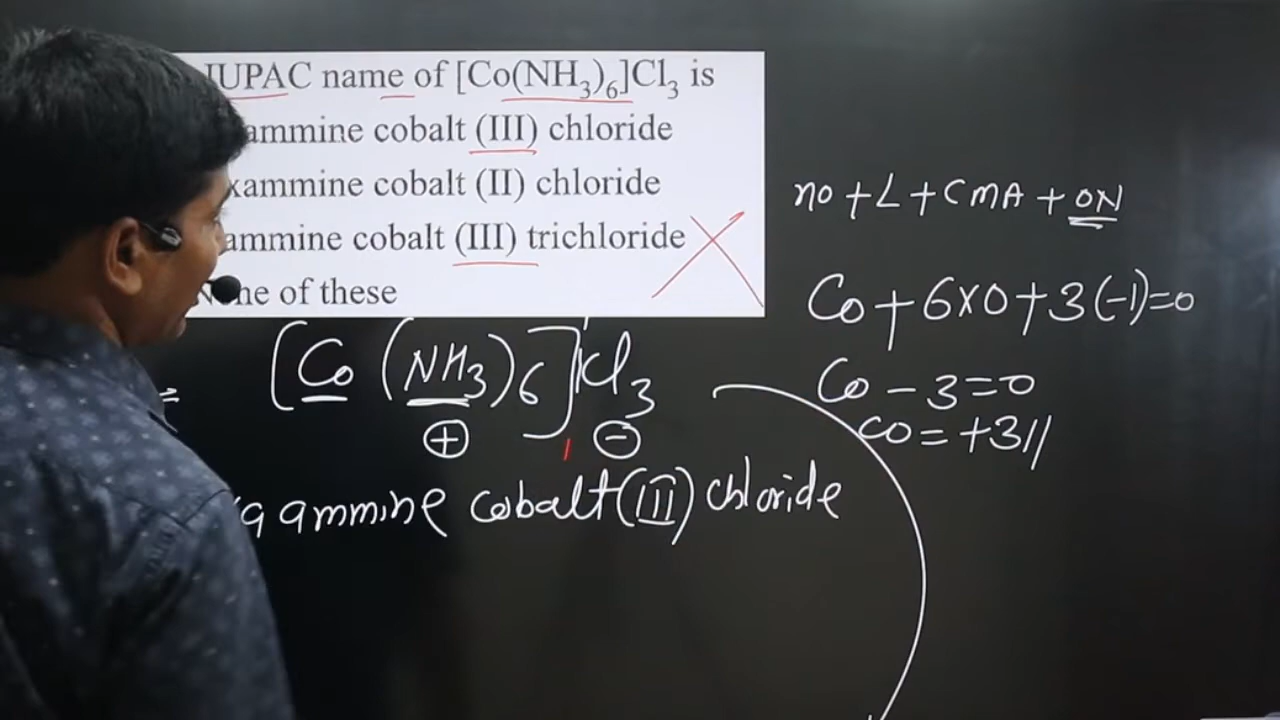 IUPAC name of [Co(NH₃)₆]Cl₃ is
ammine cobalt (III) chloride
xammine cobalt (II) chloride
ammine cobalt (III) trichloride
None of these
no + L + CMA + ON
Co + 6×0 + 3(-1)=0
Co - 3 = 0
Co = +3//
= [Co (NH₃)6]Cl₃
+ -
a ammine cobalt (III) chloride